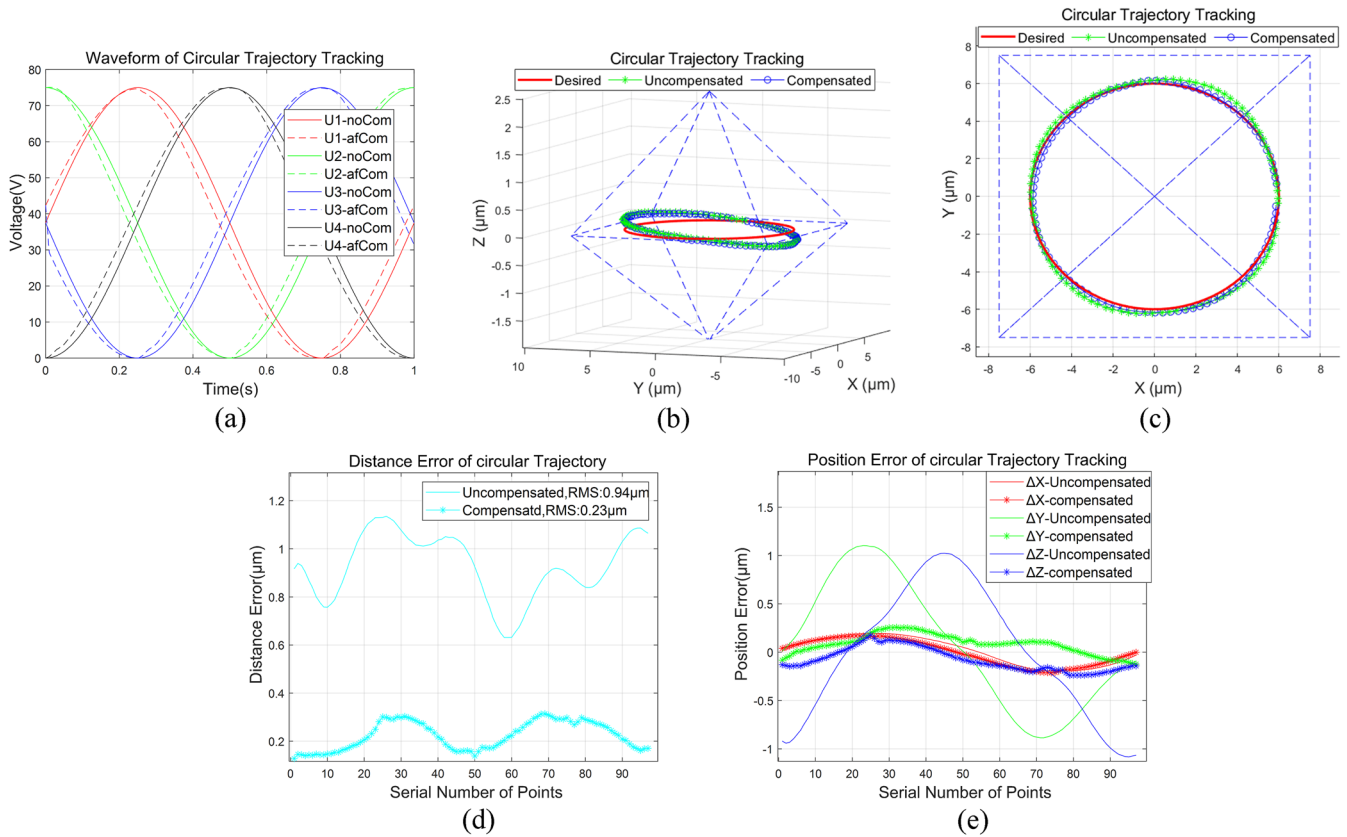 Waveform of Circular Trajectory Tracking
80
70
60
50
40
30
20
10
0
Voltage(V)
0
0.2
0.4
0.6
0.8
1
Time(s)
U1-noCom
U1-afCom
U2-noCom
U2-afCom
U3-noCom
U3-afCom
U4-noCom
U4-afCom
(a)
Circular Trajectory Tracking
Desired Uncompensated Compensated
2.5
2
1.5
1
0.5
0
-0.5
-1
-1.5
Z (μm)
10
5
0
-5
Y (μm)
-10
-5
0
5
X (μm)
(b)
Circular Trajectory Tracking
Desired Uncompensated Compensated
8
6
4
2
0
-2
-4
-6
-8
Y (μm)
-8
-6
-4
-2
0
2
4
6
8
X (μm)
(c)
Distance Error of circular Trajectory
Uncompensated,RMS:0.94μm
Compensatd,RMS:0.23μm
1.2
1
0.8
0.6
0.4
0.2
Distance Error(μm)
0
10
20
30
40
50
60
70
80
90
Serial Number of Points
(d)
Position Error of circular Trajectory Tracking
ΔX-Uncompensated
ΔX-compensated
ΔY-Uncompensated
ΔY-compensated
ΔZ-Uncompensated
ΔZ-compensated
1.5
1
0.5
0
-0.5
-1
Position Error(μm)
0
10
20
30
40
50
60
70
80
90
Serial Number of Points
(e)